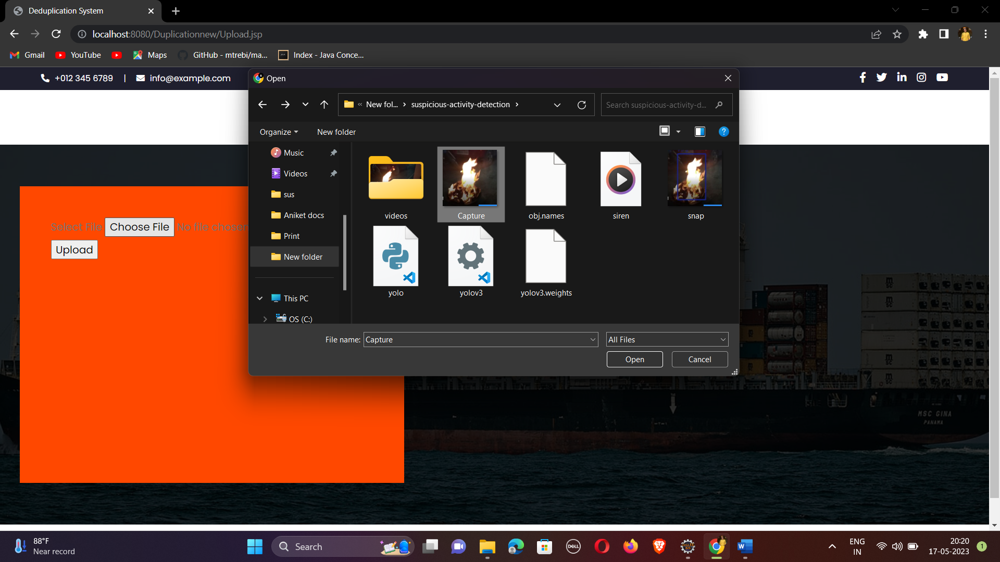 Deduplication System
localhost:8080/Duplicationnew/Upload.jsp
Gmail
YouTube
Maps
GitHub - mtrebi/ma...
Index - Java Conce...
+012 345 6789 | info@example.com
Open
« New fol... › suspicious-activity-detection ›
Search suspicious-activity-d...
Organize
New folder
Music
Videos
sus
Aniket docs
Print
New folder
This PC
OS (C:)
videos
Capture
obj.names
siren
snap
yolo
yolov3
yolov3.weights
File name: Capture
All Files
Open
Cancel
Select File Choose File No file chosen
Upload
MSC GINA
PANAMA
88°F
Near record
Search
DELL
ENG
IN
20:20
17-05-2023
1